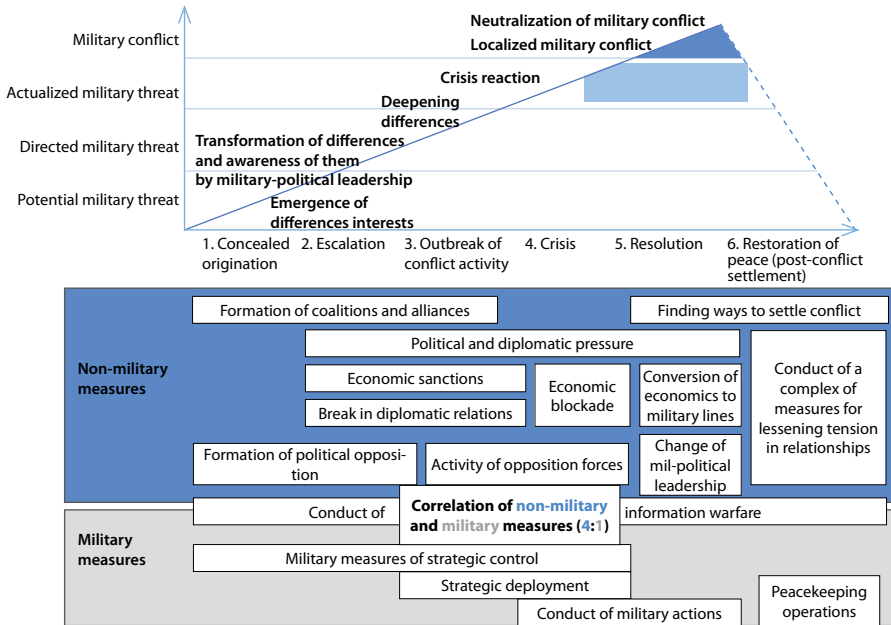 Neutralization of military conflict
Military conflict
Localized military conflict
Crisis reaction
Actualized military threat
Deepening
differences
Transformation of differences
and awareness of them
by military-political leadership
Directed military threat
Potential military threat
Emergence of
differences interests
1. Concealed
origination
2. Escalation
3. Outbreak of
conflict activity
4. Crisis
5. Resolution
6. Restoration of
peace (post-conflict
settlement)
Non-military
measures
Formation of coalitions and alliances
Finding ways to settle conflict
Political and diplomatic pressure
Economic sanctions
Break in diplomatic relations
Economic
blockade
Conversion of
economics to
military lines
Conduct of a
complex of
measures for
lessening tension
in relationships
Formation of political opposi-
tion
Activity of opposition forces
Change of
mil-political
leadership
Correlation of non-military
and military measures (4:1)
Conduct of information warfare
Military
measures
Military measures of strategic control
Strategic deployment
Conduct of military actions
Peacekeeping
operations